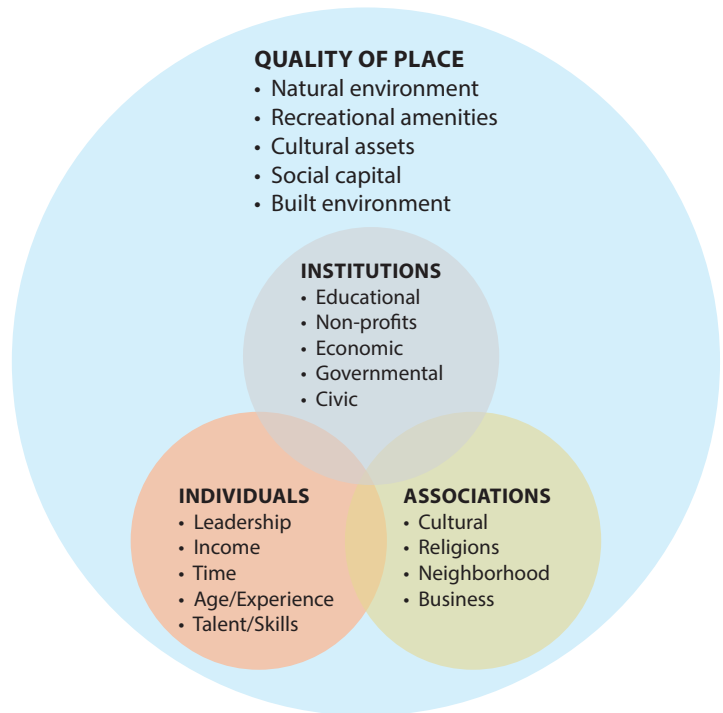 QUALITY OF PLACE
• Natural environment
• Recreational amenities
• Cultural assets
• Social capital
• Built environment
INSTITUTIONS
• Educational
• Non-profits
• Economic
• Governmental
• Civic
INDIVIDUALS
• Leadership
• Income
• Time
• Age/Experience
• Talent/Skills
ASSOCIATIONS
• Cultural
• Religions
• Neighborhood
• Business